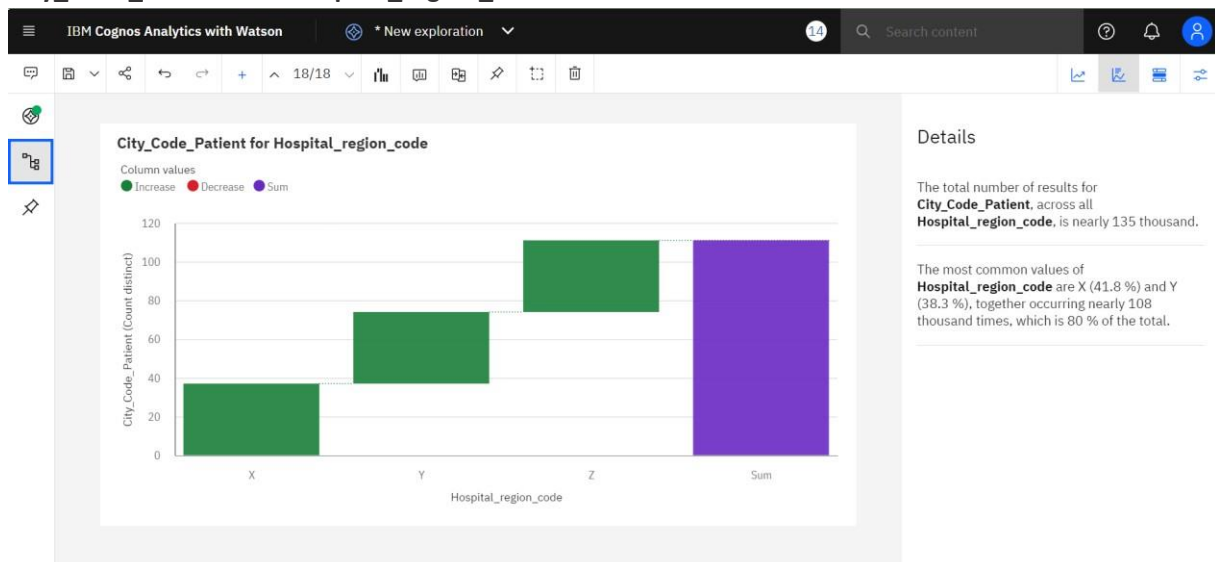 IBM Cognos Analytics with Watson
* New exploration
14
Search content
18/18
City_Code_Patient for Hospital_region_code
Column values
Increase Decrease Sum
City_Code_Patient (Count distinct)
120
100
80
60
40
20
0
X Y Z Sum
Hospital_region_code
Details
The total number of results for
City_Code_Patient, across all
Hospital_region_code, is nearly 135 thousand.
The most common values of
Hospital_region_code are X (41.8 %) and Y
(38.3 %), together occurring nearly 108
thousand times, which is 80 % of the total.